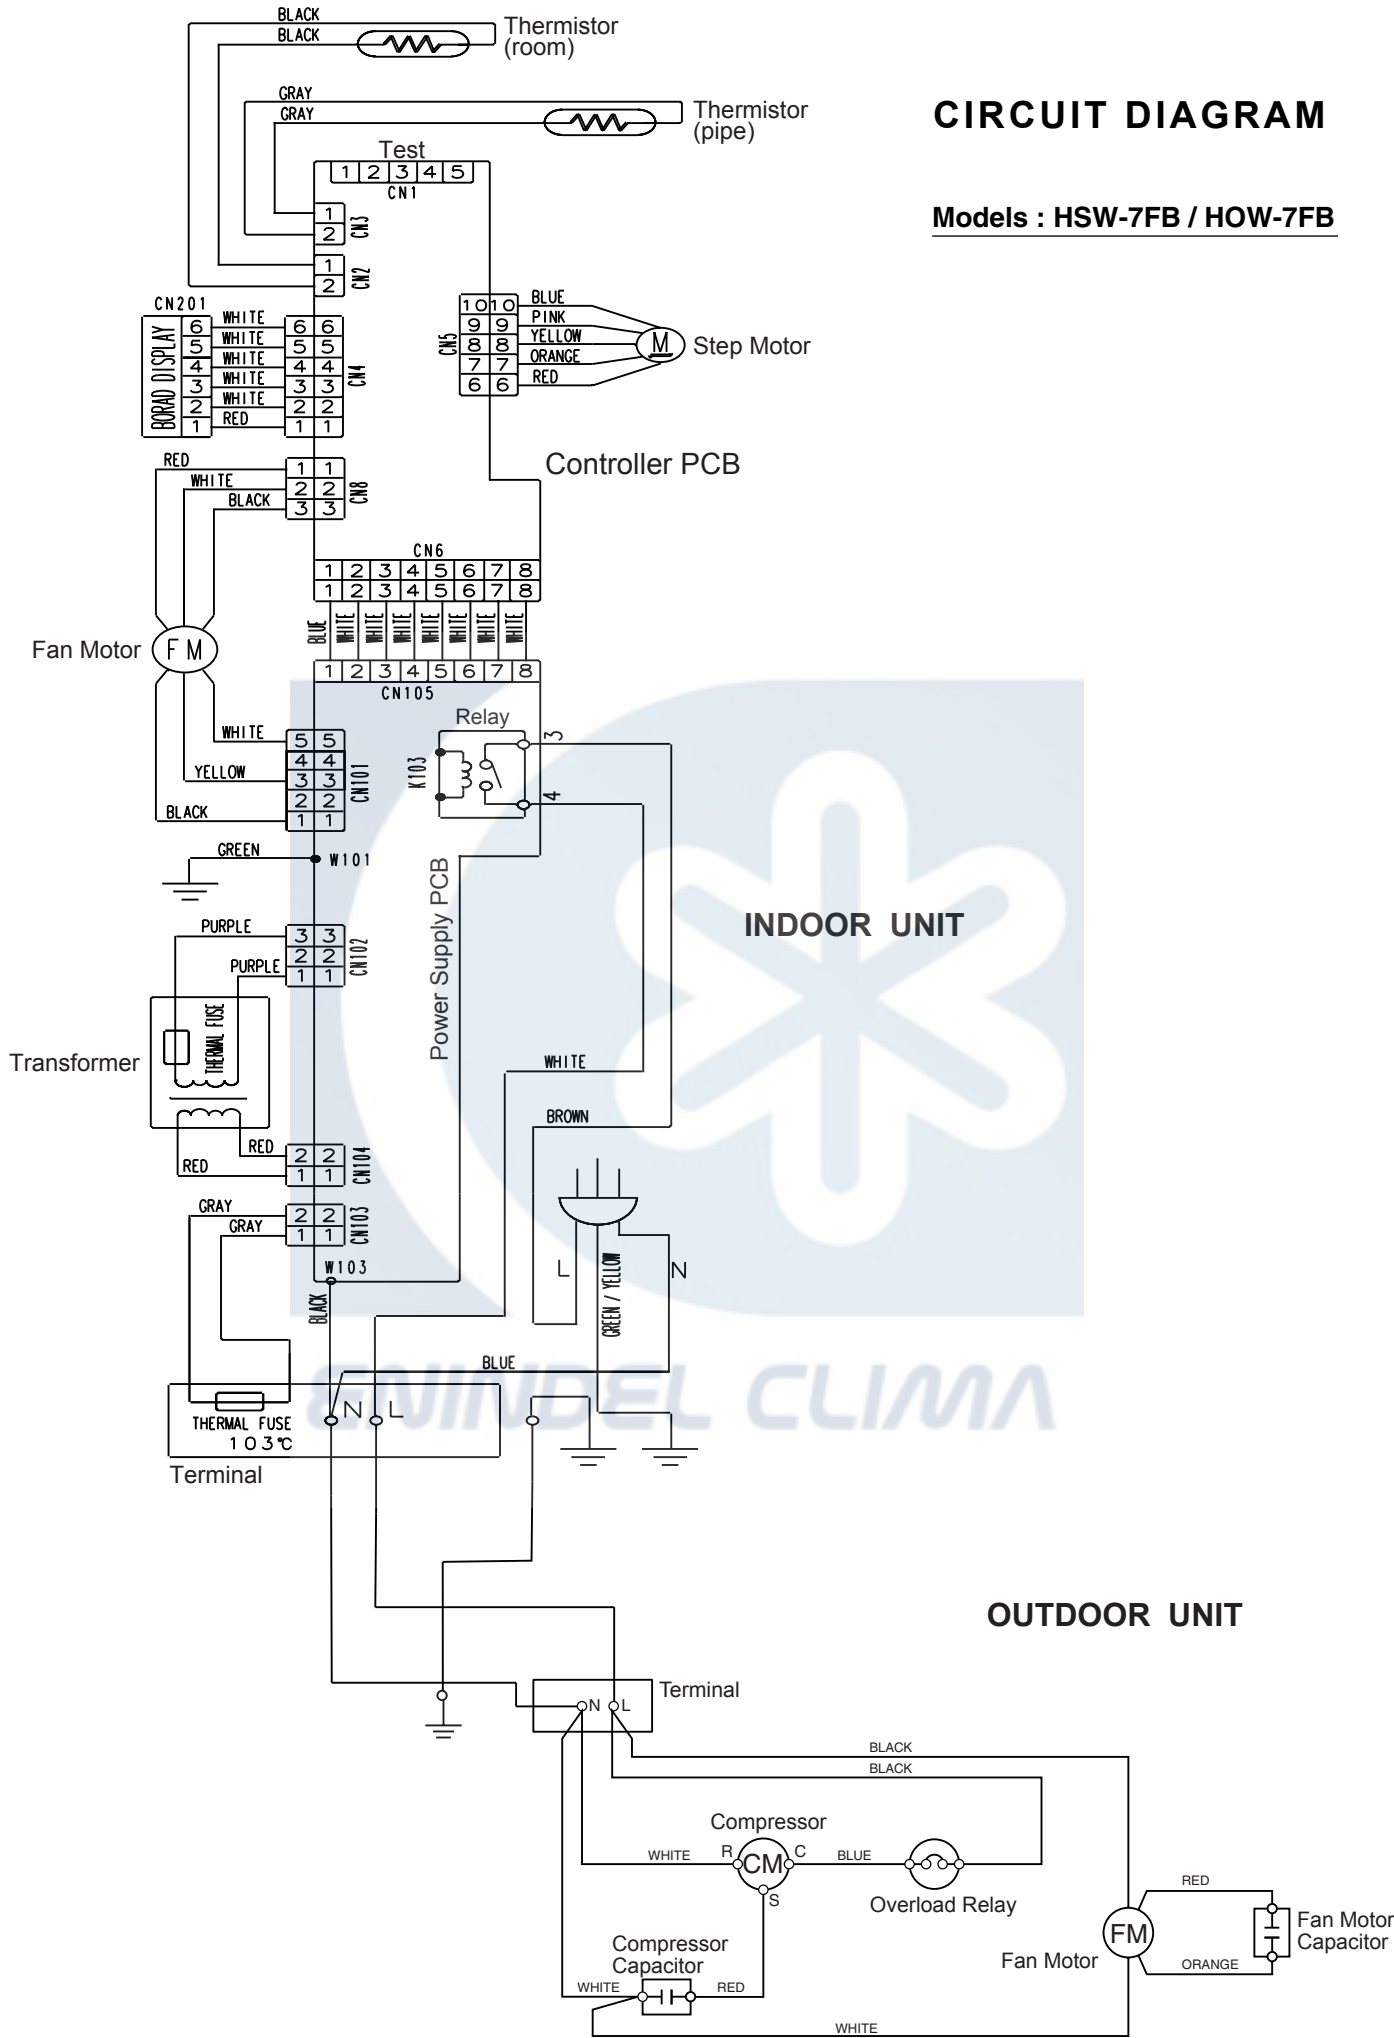 BLACK
BLACK
Thermistor
(room)
GRAY
GRAY
Thermistor
(pipe)
CIRCUIT DIAGRAM
Models : HSW-7FB / HOW-7FB
Test
1 2 3 4 5
CN1
1
2
CN3
1
2
CN2
CN201
BORAD DISPLAY
6 WHITE 6 6
5 WHITE 5 5
4 WHITE 4 4
3 WHITE 3 3
2 WHITE 2 2
1 RED 1 1
CN4
CN5
10 10 BLUE
9 9 PINK
8 8 YELLOW
7 7 ORANGE
6 6 RED
M
Step Motor
Controller PCB
RED 1 1
WHITE 2 2
BLACK 3 3
CN8
CN6
1 2 3 4 5 6 7 8
1 2 3 4 5 6 7 8
BLUE WHITE WHITE WHITE WHITE WHITE WHITE WHITE
1 2 3 4 5 6 7 8
CN105
Fan Motor
FM
Relay
K103
3
4
WHITE 5 5
4 4
YELLOW 3 3
2 2
BLACK 1 1
CN101
GREEN
W101
Power Supply PCB
INDOOR UNIT
PURPLE 3 3
2 2
PURPLE 1 1
CN102
THERMAL FUSE
Transformer
WHITE
BROWN
RED 2 2
RED 1 1
CN104
GRAY 2 2
GRAY 1 1
CN103
W103
BLACK
L
GREEN / YELLOW
N
BLUE
ENINDEL CLIMA
THERMAL FUSE
103°C
N L
Terminal
OUTDOOR UNIT
Terminal
N L
BLACK
BLACK
Compressor
WHITE
R
CM
C
S
BLUE
Overload Relay
RED
FM
Fan Motor
Fan Motor
Capacitor
ORANGE
Compressor
Capacitor
WHITE
RED
WHITE